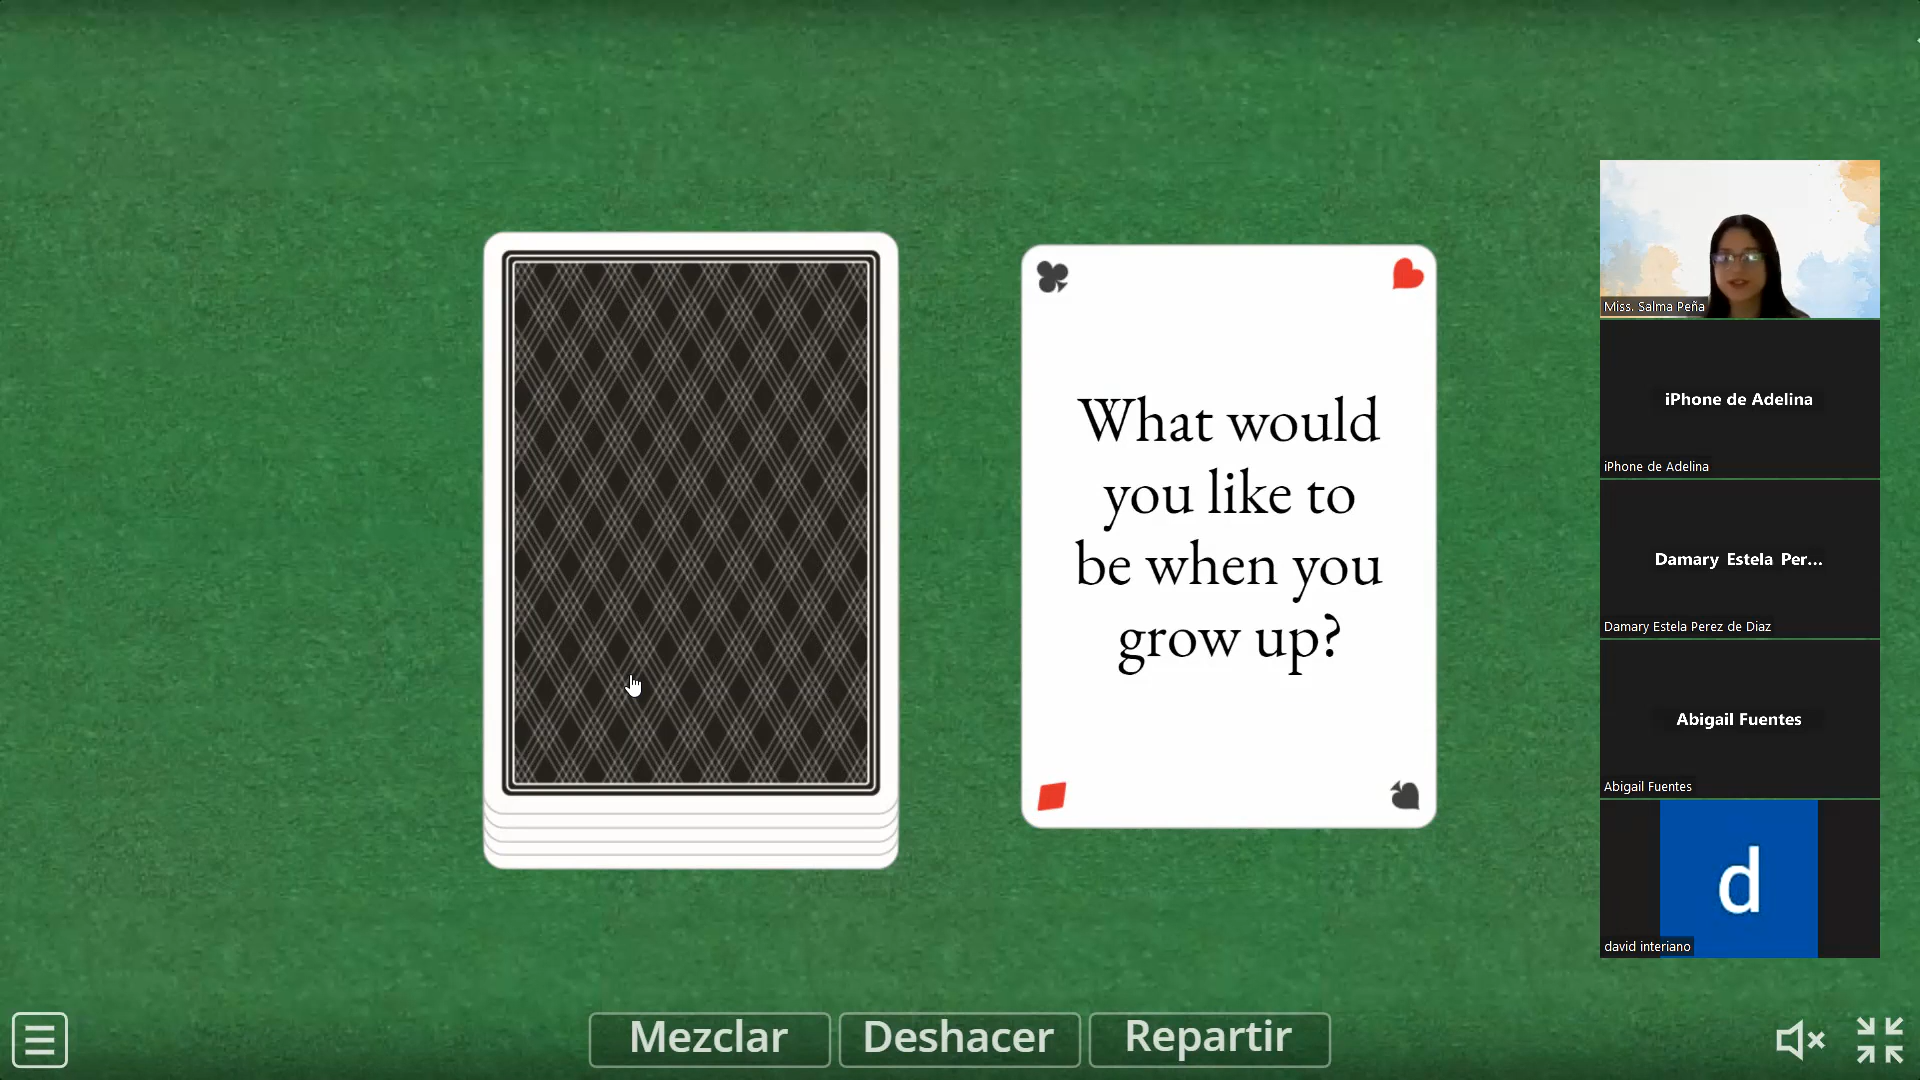 What would
you like to
be when you
grow up?
Miss. Salma Peña
iPhone de Adelina
iPhone de Adelina
Damary Estela Per...
Damary Estela Perez de Diaz
Abigail Fuentes
Abigail Fuentes
d
david interiano
Mezclar
Deshacer
Repartir